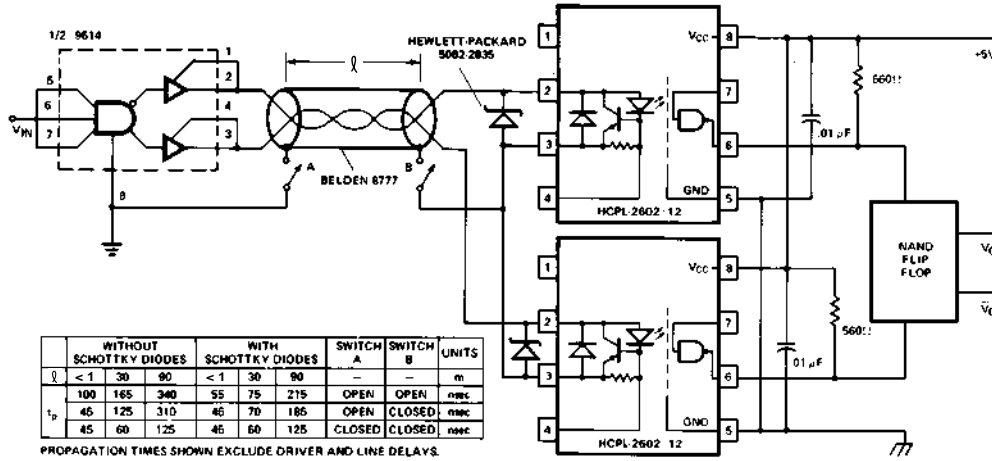 1/2 9614
1
2
4
3
5
6
7
8
VIN
ℓ
A
B
BELDEN 8777
HEWLETT-PACKARD
5082-2835
1
2
3
4
VCC
8
7
6
GND
5
HCPL-2602 12
660Ω
.01 µF
+5V
NAND
FLIP
FLOP
1
2
3
4
VCC
8
7
6
GND
5
HCPL-2602 12
560Ω
.01 µF
WITHOUT SCHOTTKY DIODES WITH SCHOTTKY DIODES SWITCH A SWITCH B UNITS
ℓ < 1 30 90 < 1 30 90 – – m
tp 100 165 340 55 75 215 OPEN OPEN nsec
45 125 310 45 70 185 OPEN CLOSED nsec
45 60 125 45 60 125 CLOSED CLOSED nsec
PROPAGATION TIMES SHOWN EXCLUDE DRIVER AND LINE DELAYS.